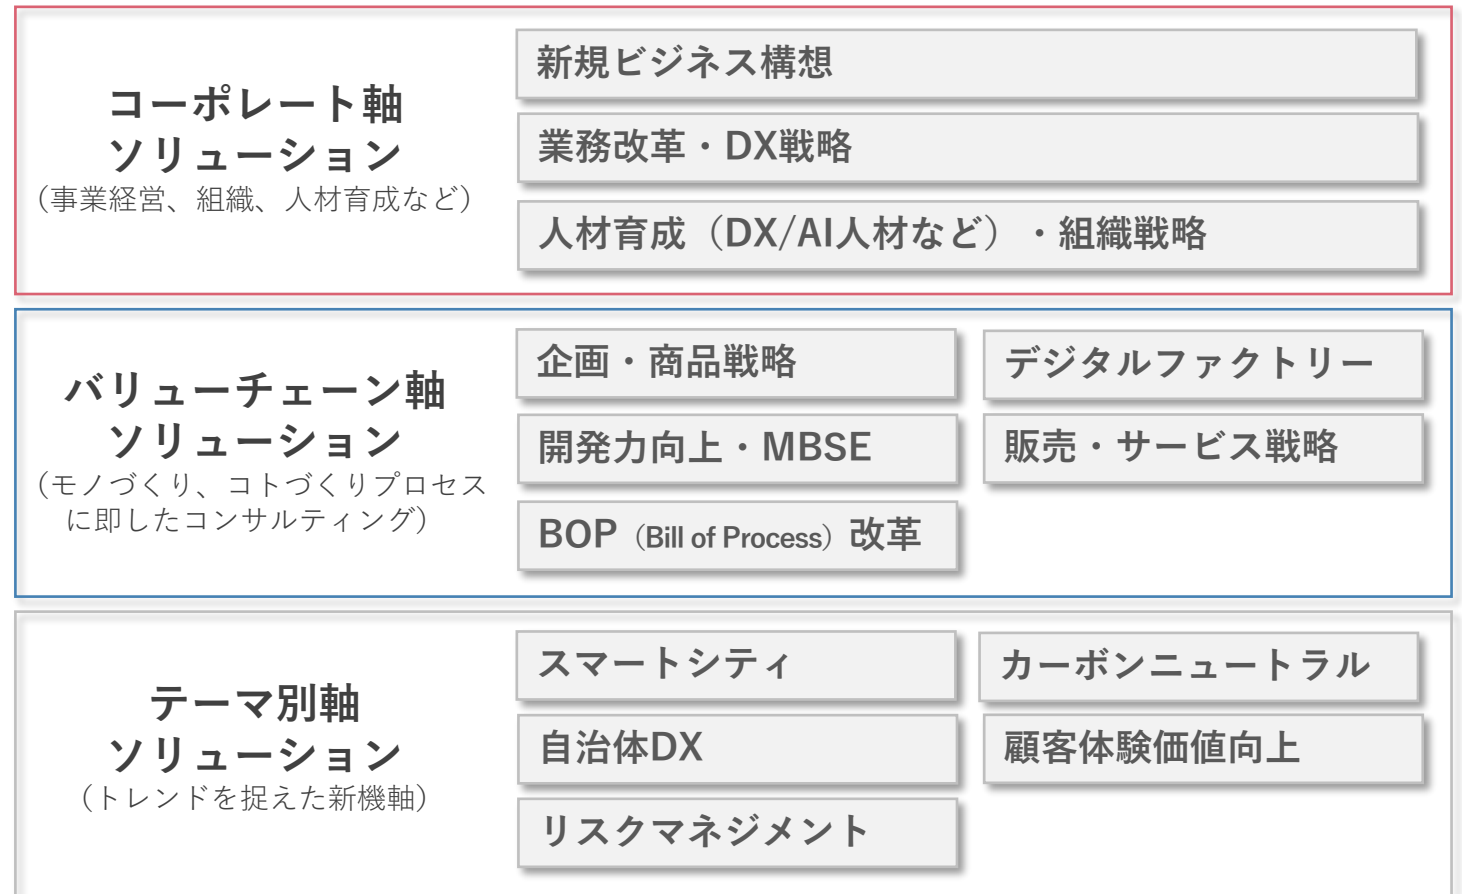 コーポレート軸
ソリューション
（事業経営、組織、人材育成など）
新規ビジネス構想
業務改革・DX戦略
人材育成（DX/AI人材など）・組織戦略
バリューチェーン軸
ソリューション
（モノづくり、コトづくりプロセス
に即したコンサルティング）
企画・商品戦略
開発力向上・MBSE
BOP（Bill of Process）改革
デジタルファクトリー
販売・サービス戦略
テーマ別軸
ソリューション
（トレンドを捉えた新機軸）
スマートシティ
自治体DX
リスクマネジメント
カーボンニュートラル
顧客体験価値向上